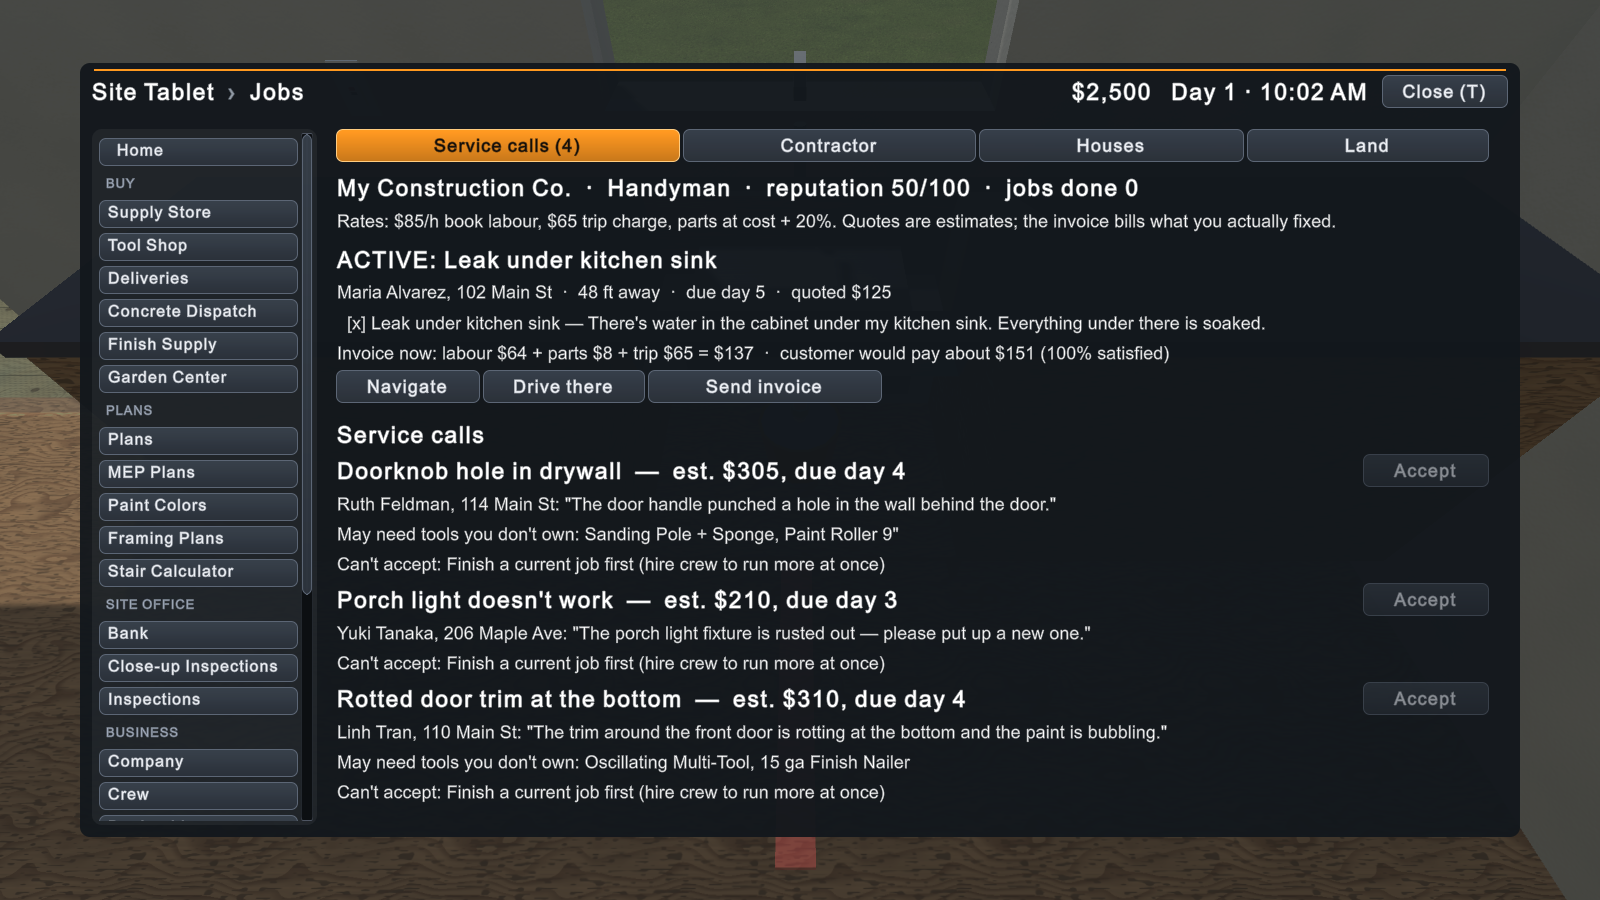 Site Tablet › Jobs
$2,500 Day 1 · 10:02 AM Close (T)
Home
BUY
Supply Store
Tool Shop
Deliveries
Concrete Dispatch
Finish Supply
Garden Center
PLANS
Plans
MEP Plans
Paint Colors
Framing Plans
Stair Calculator
SITE OFFICE
Bank
Close-up Inspections
Inspections
BUSINESS
Company
Crew
Service calls (4) Contractor Houses Land
My Construction Co. · Handyman · reputation 50/100 · jobs done 0
Rates: $85/h book labour, $65 trip charge, parts at cost + 20%. Quotes are estimates; the invoice bills what you actually fixed.
ACTIVE: Leak under kitchen sink
Maria Alvarez, 102 Main St · 48 ft away · due day 5 · quoted $125
[x] Leak under kitchen sink — There's water in the cabinet under my kitchen sink. Everything under there is soaked.
Invoice now: labour $64 + parts $8 + trip $65 = $137 · customer would pay about $151 (100% satisfied)
Navigate Drive there Send invoice
Service calls
Doorknob hole in drywall — est. $305, due day 4 Accept
Ruth Feldman, 114 Main St: "The door handle punched a hole in the wall behind the door."
May need tools you don't own: Sanding Pole + Sponge, Paint Roller 9"
Can't accept: Finish a current job first (hire crew to run more at once)
Porch light doesn't work — est. $210, due day 3 Accept
Yuki Tanaka, 206 Maple Ave: "The porch light fixture is rusted out — please put up a new one."
Can't accept: Finish a current job first (hire crew to run more at once)
Rotted door trim at the bottom — est. $310, due day 4 Accept
Linh Tran, 110 Main St: "The trim around the front door is rotting at the bottom and the paint is bubbling."
May need tools you don't own: Oscillating Multi-Tool, 15 ga Finish Nailer
Can't accept: Finish a current job first (hire crew to run more at once)